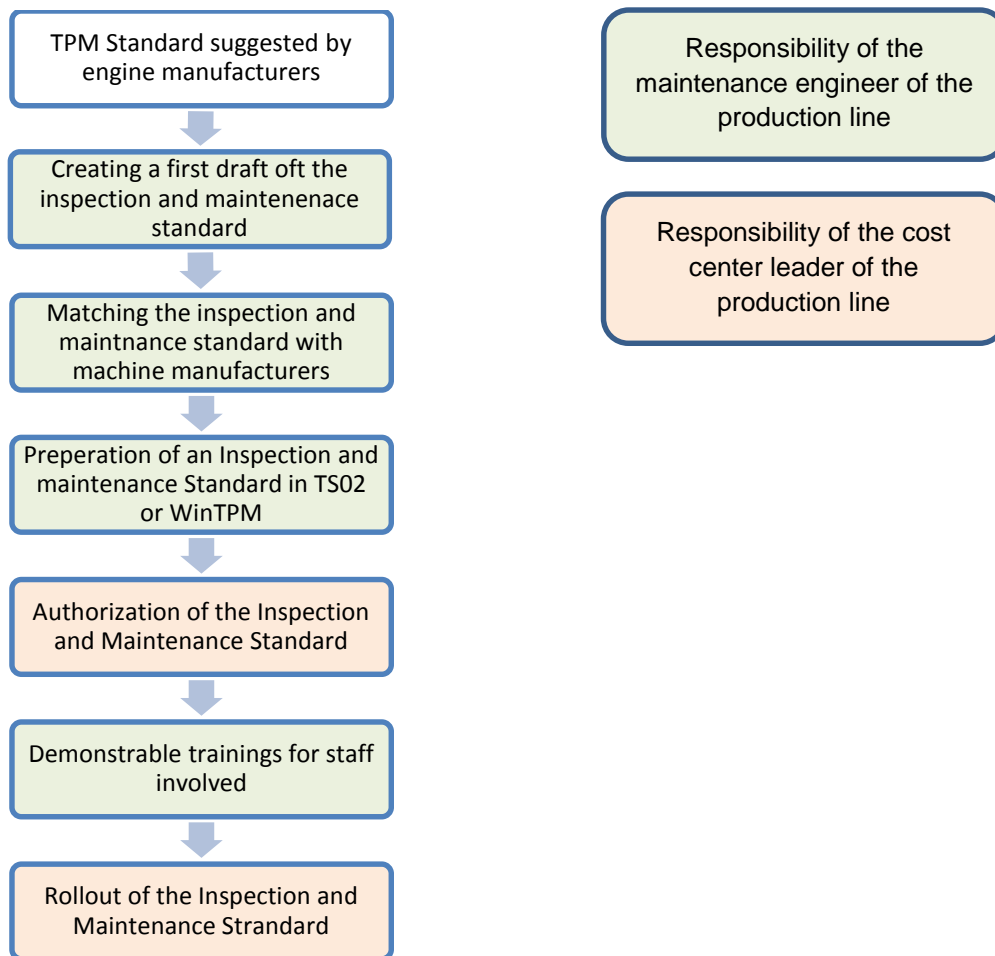 TPM Standard suggested by
engine manufacturers
Creating a first draft oft the
inspection and maintenenace
standard
Matching the inspection and
maintnance standard with
machine manufacturers
Preperation of an Inspection and
maintenance Standard in TS02
or WinTPM
Authorization of the Inspection
and Maintenance Standard
Demonstrable trainings for staff
involved
Rollout of the Inspection and
Maintenance Strandard
Responsibility of the
maintenance engineer of the
production line
Responsibility of the cost
center leader of the
production line